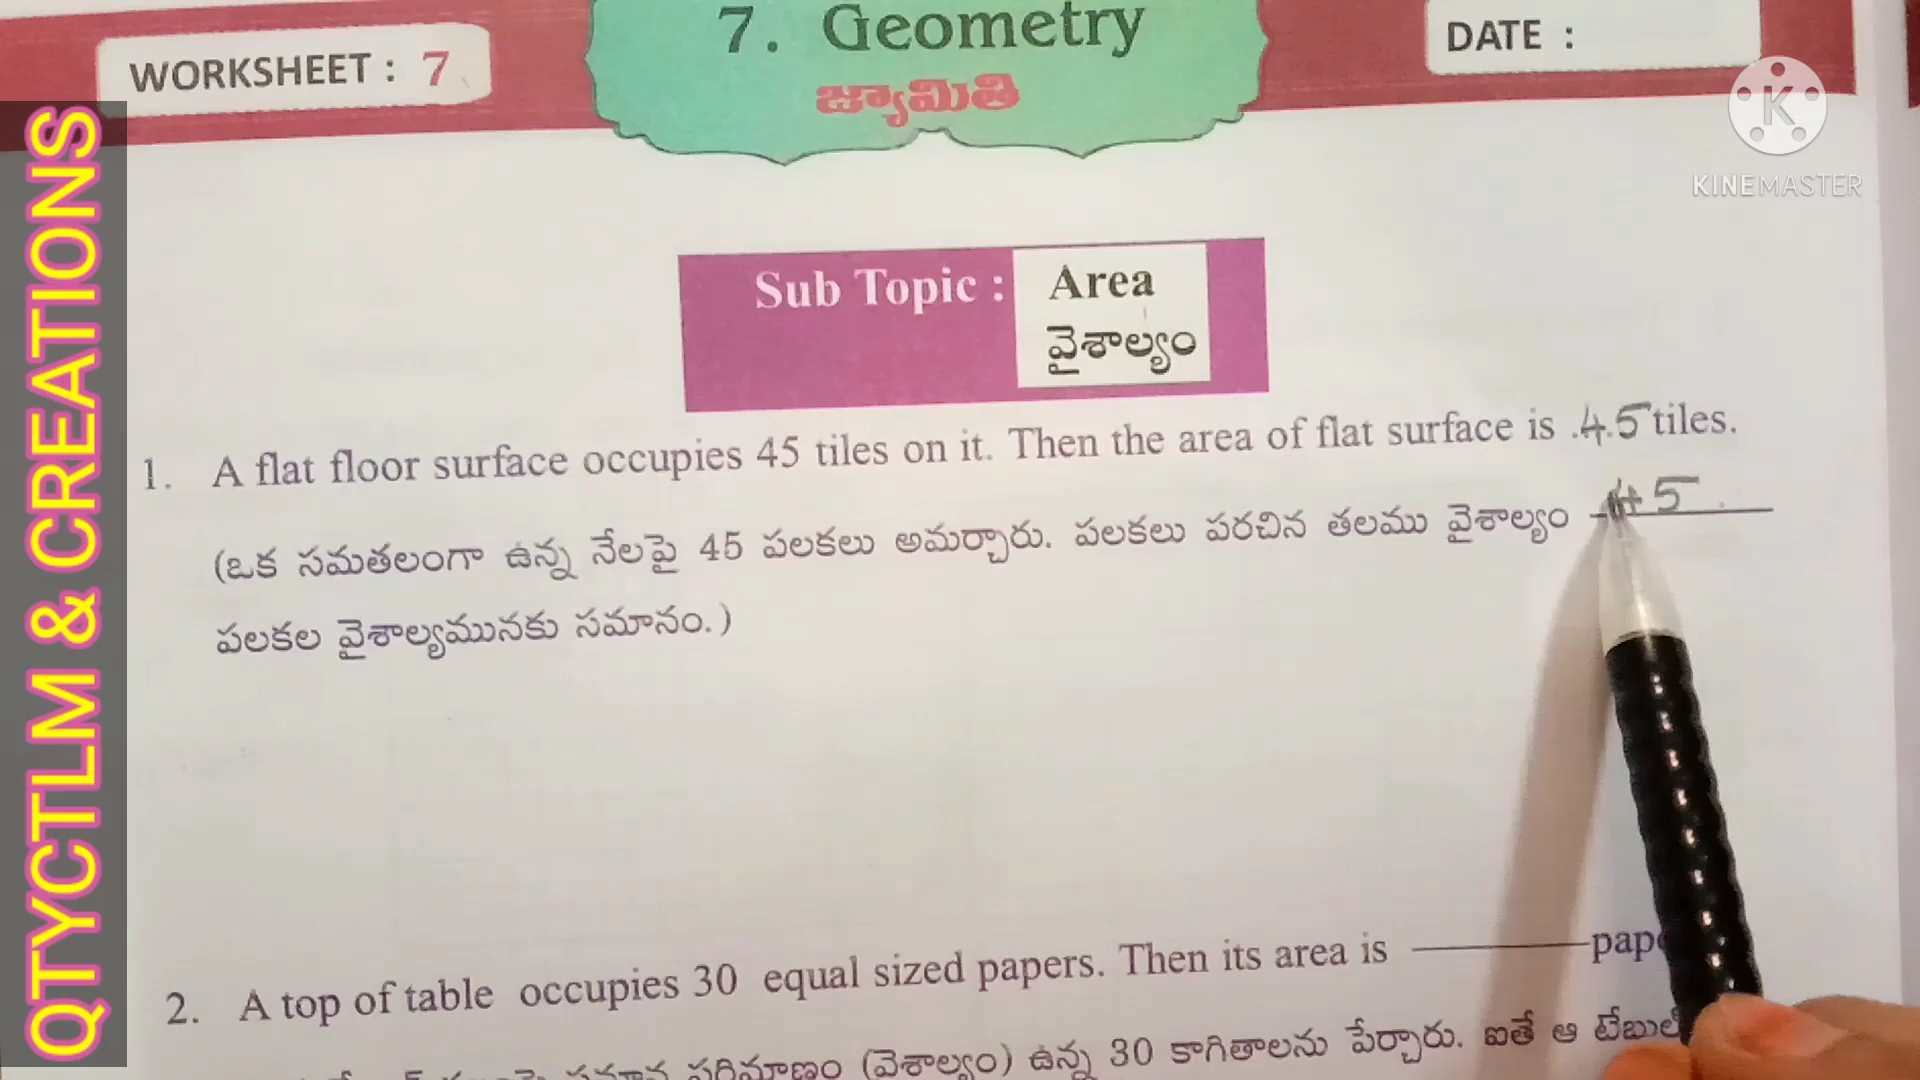 WORKSHEET : 7
7. Geometry
జ్యామితి
DATE :
KINEMASTER
QTYCTLM & CREATIONS
Sub Topic : Area
వైశాల్యం
1. A flat floor surface occupies 45 tiles on it. Then the area of flat surface is 45 tiles.
(ఒక సమతలంగా ఉన్న నేలపై 45 పలకలు అమర్చారు. పలకలు పరచిన తలము వైశాల్యం 45
పలకల వైశాల్యమునకు సమానం.)
2. A top of table occupies 30 equal sized papers. Then its area is
(వైశాల్యం) ఉన్న 30 కాగితాలను పేర్చారు. ఐతే ఆ